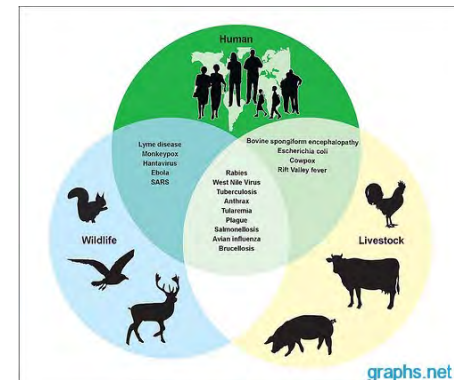 Human
Lyme disease
Monkeypox
Hantavirus
Ebola
SARS
Bovine spongiform encephalopathy
Escherichia coli
Cowpox
Rift Valley fever
Rabies
West Nile Virus
Tuberculosis
Anthrax
Tularemia
Plague
Salmonellosis
Avian influenza
Brucellosis
Wildlife
Livestock
graphs.net